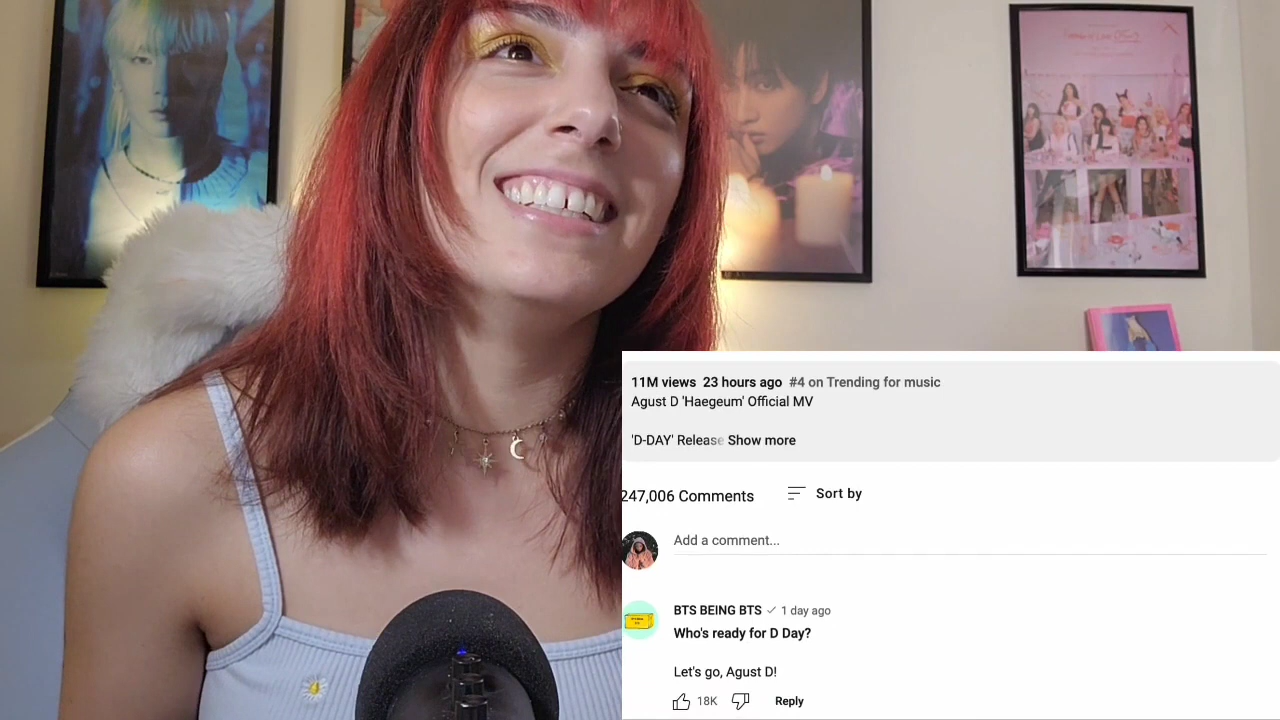 11M views 23 hours ago #4 on Trending for music
Agust D 'Haegeum' Official MV
'D-DAY' Release Show more
247,006 Comments
Sort by
Add a comment...
BTS BEING BTS 1 day ago
Who's ready for D Day?
Let's go, Agust D!
18K Reply